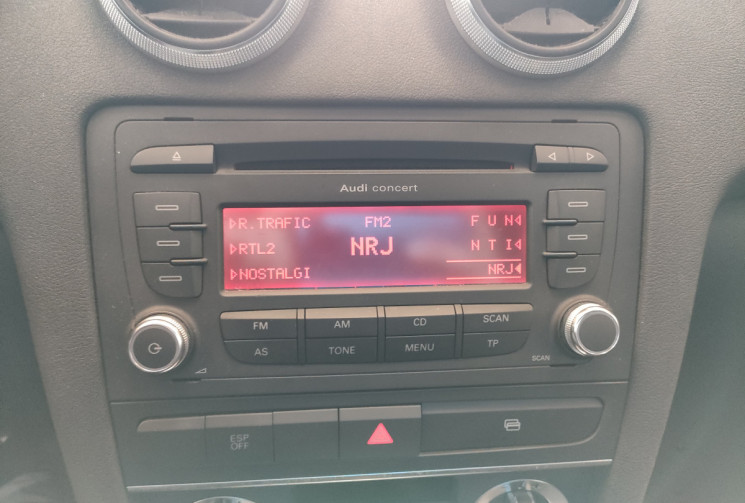 Audi concert
R.TRAFIC FM2 F U N
RTL2 NRJ N T I
NOSTALGI NRJ
FM AM CD SCAN
AS TONE MENU TP
SCAN
ESP
OFF